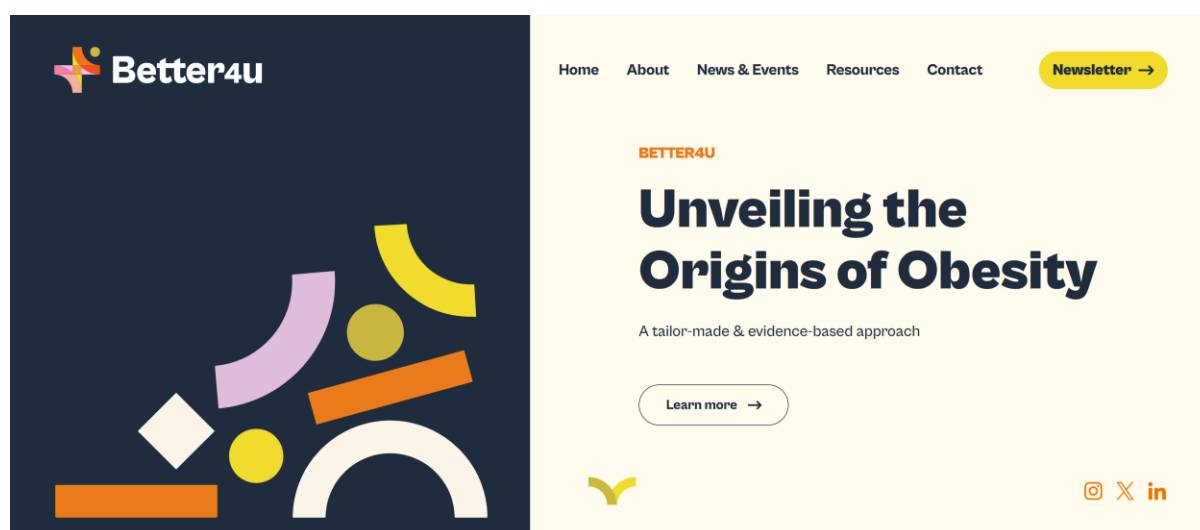 Better4u
Home About News & Events Resources Contact Newsletter →
BETTER4U
Unveiling the
Origins of Obesity
A tailor-made & evidence-based approach
Learn more →